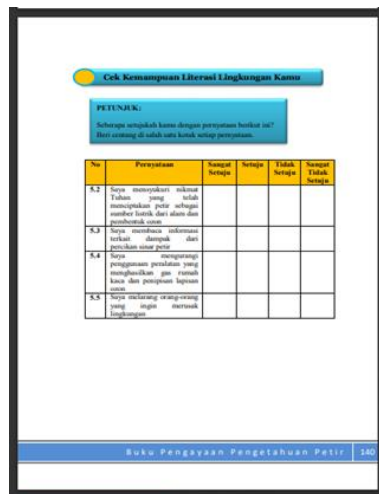 Cek Kemampuan Literasi Lingkungan Kamu
PETUNJUK:
Seberapa setujukah kamu dengan pernyataan berikut ini?
Beri centang di salah satu kotak setiap pernyataan.
No Pernyataan Sangat Setuju Setuju Tidak Setuju Sangat Tidak Setuju
5.2 Saya mensyukuri nikmat
Tuhan yang telah
menciptakan petir sebagai
sumber listrik dari alam dan
pembentuk ozon
5.3 Saya membaca informasi
terkait dampak dari
percikan sinar petir
5.4 Saya mengurangi
penggunaan peralatan yang
menghasilkan gas rumah
kaca dan penipisan lapisan
ozon
5.5 Saya melarang orang-orang
yang ingin merusak
lingkungan
Buku Pengayaan Pengetahuan Petir 140